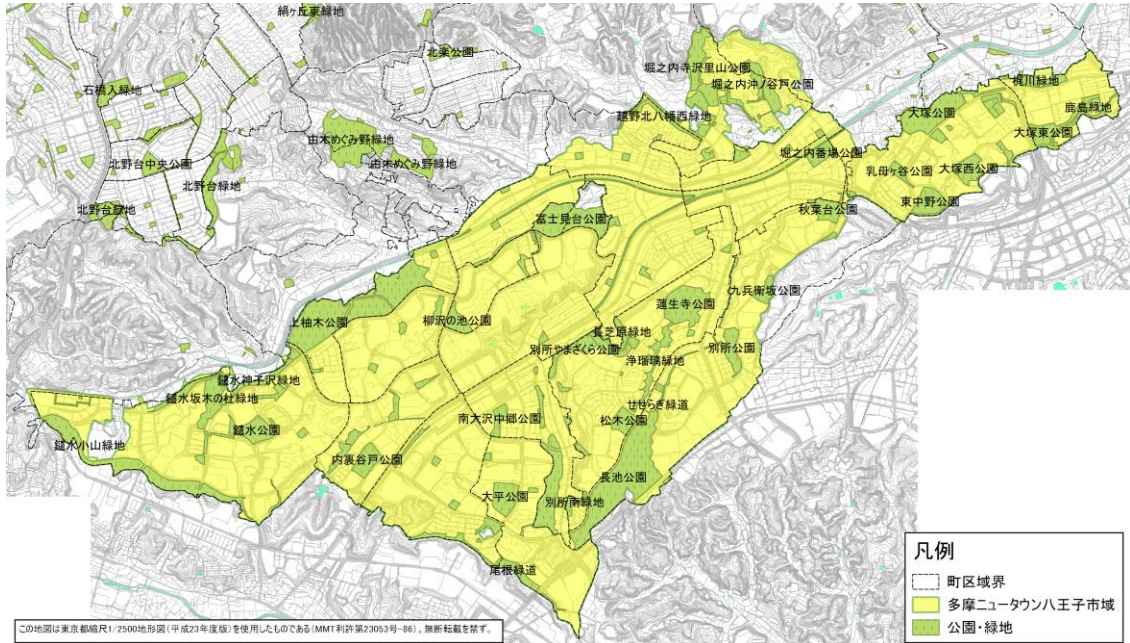 絹ヶ丘東緑地
北楽公園
石橋入緑地
堀之内寺沢里山公園
堀之内沖ノ谷戸公園
梶川緑地
鹿島緑地
大塚公園
越野北八幡西緑地
大塚東公園
由木めぐみ野緑地
由木めぐみ野緑地
堀之内番場公園
北野台中央公園
北野台緑地
乳母ヶ谷公園
大塚西公園
東中野公園
北野台緑地
富士見台公園
秋葉台公園
九兵衛坂公園
蓮生寺公園
上柚木公園
柳沢の池公園
長芝原緑地
別所やまざくら公園
浄瑠璃緑地
別所公園
鑓水神子沢緑地
鑓水坂木の杜緑地
せせらぎ緑道
南大沢中郷公園
松木公園
鑓水公園
鑓水小山緑地
内裏谷戸公園
長池公園
大平公園
別所南緑地
尾根緑道
凡例
町区域界
多摩ニュータウン八王子市域
公園・緑地
この地図は東京都縮尺1/2500地形図(平成23年度版)を使用したものである(MMT利許第23053号-86)。無断転載を禁ず。